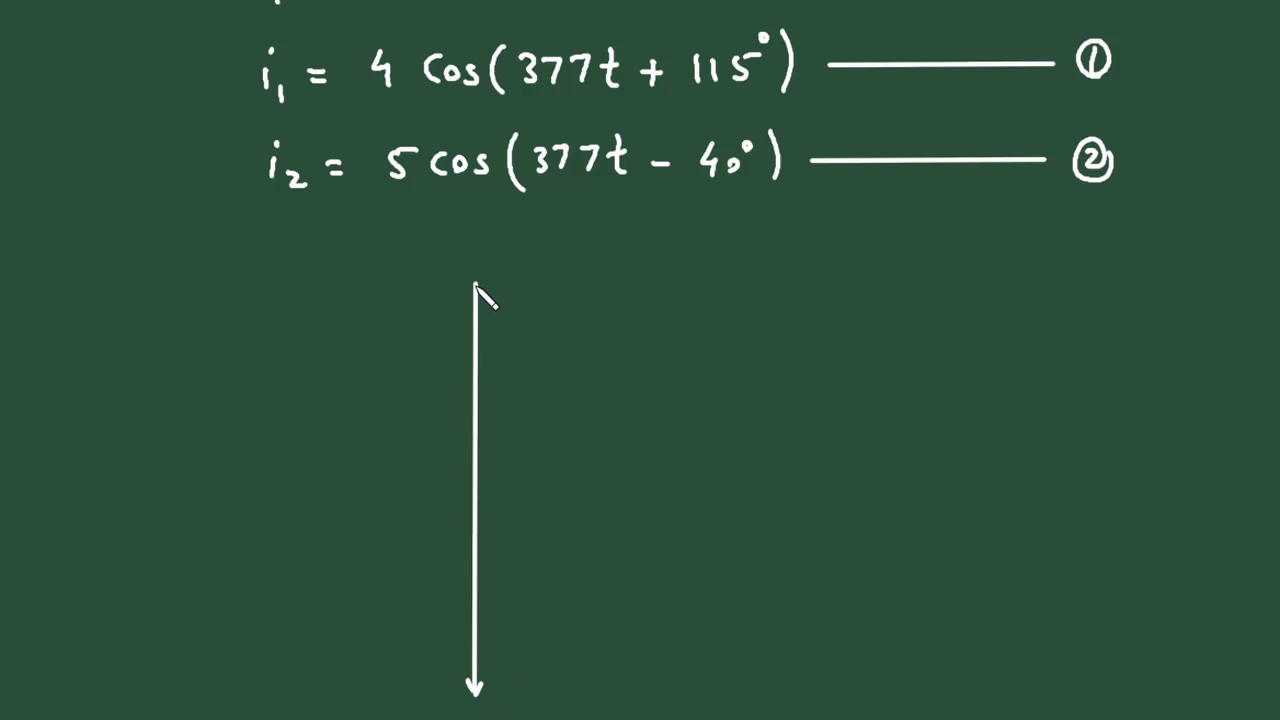 i₁ = 4 Cos(377t + 115°) ——— ①
i₂ = 5 cos(377t - 40°) ——— ②